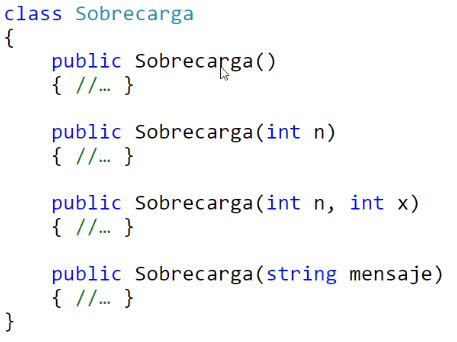 class Sobrecarga
{
public Sobrecarga()
{ //… }
public Sobrecarga(int n)
{ //… }
public Sobrecarga(int n, int x)
{ //… }
public Sobrecarga(string mensaje)
{ //… }
}